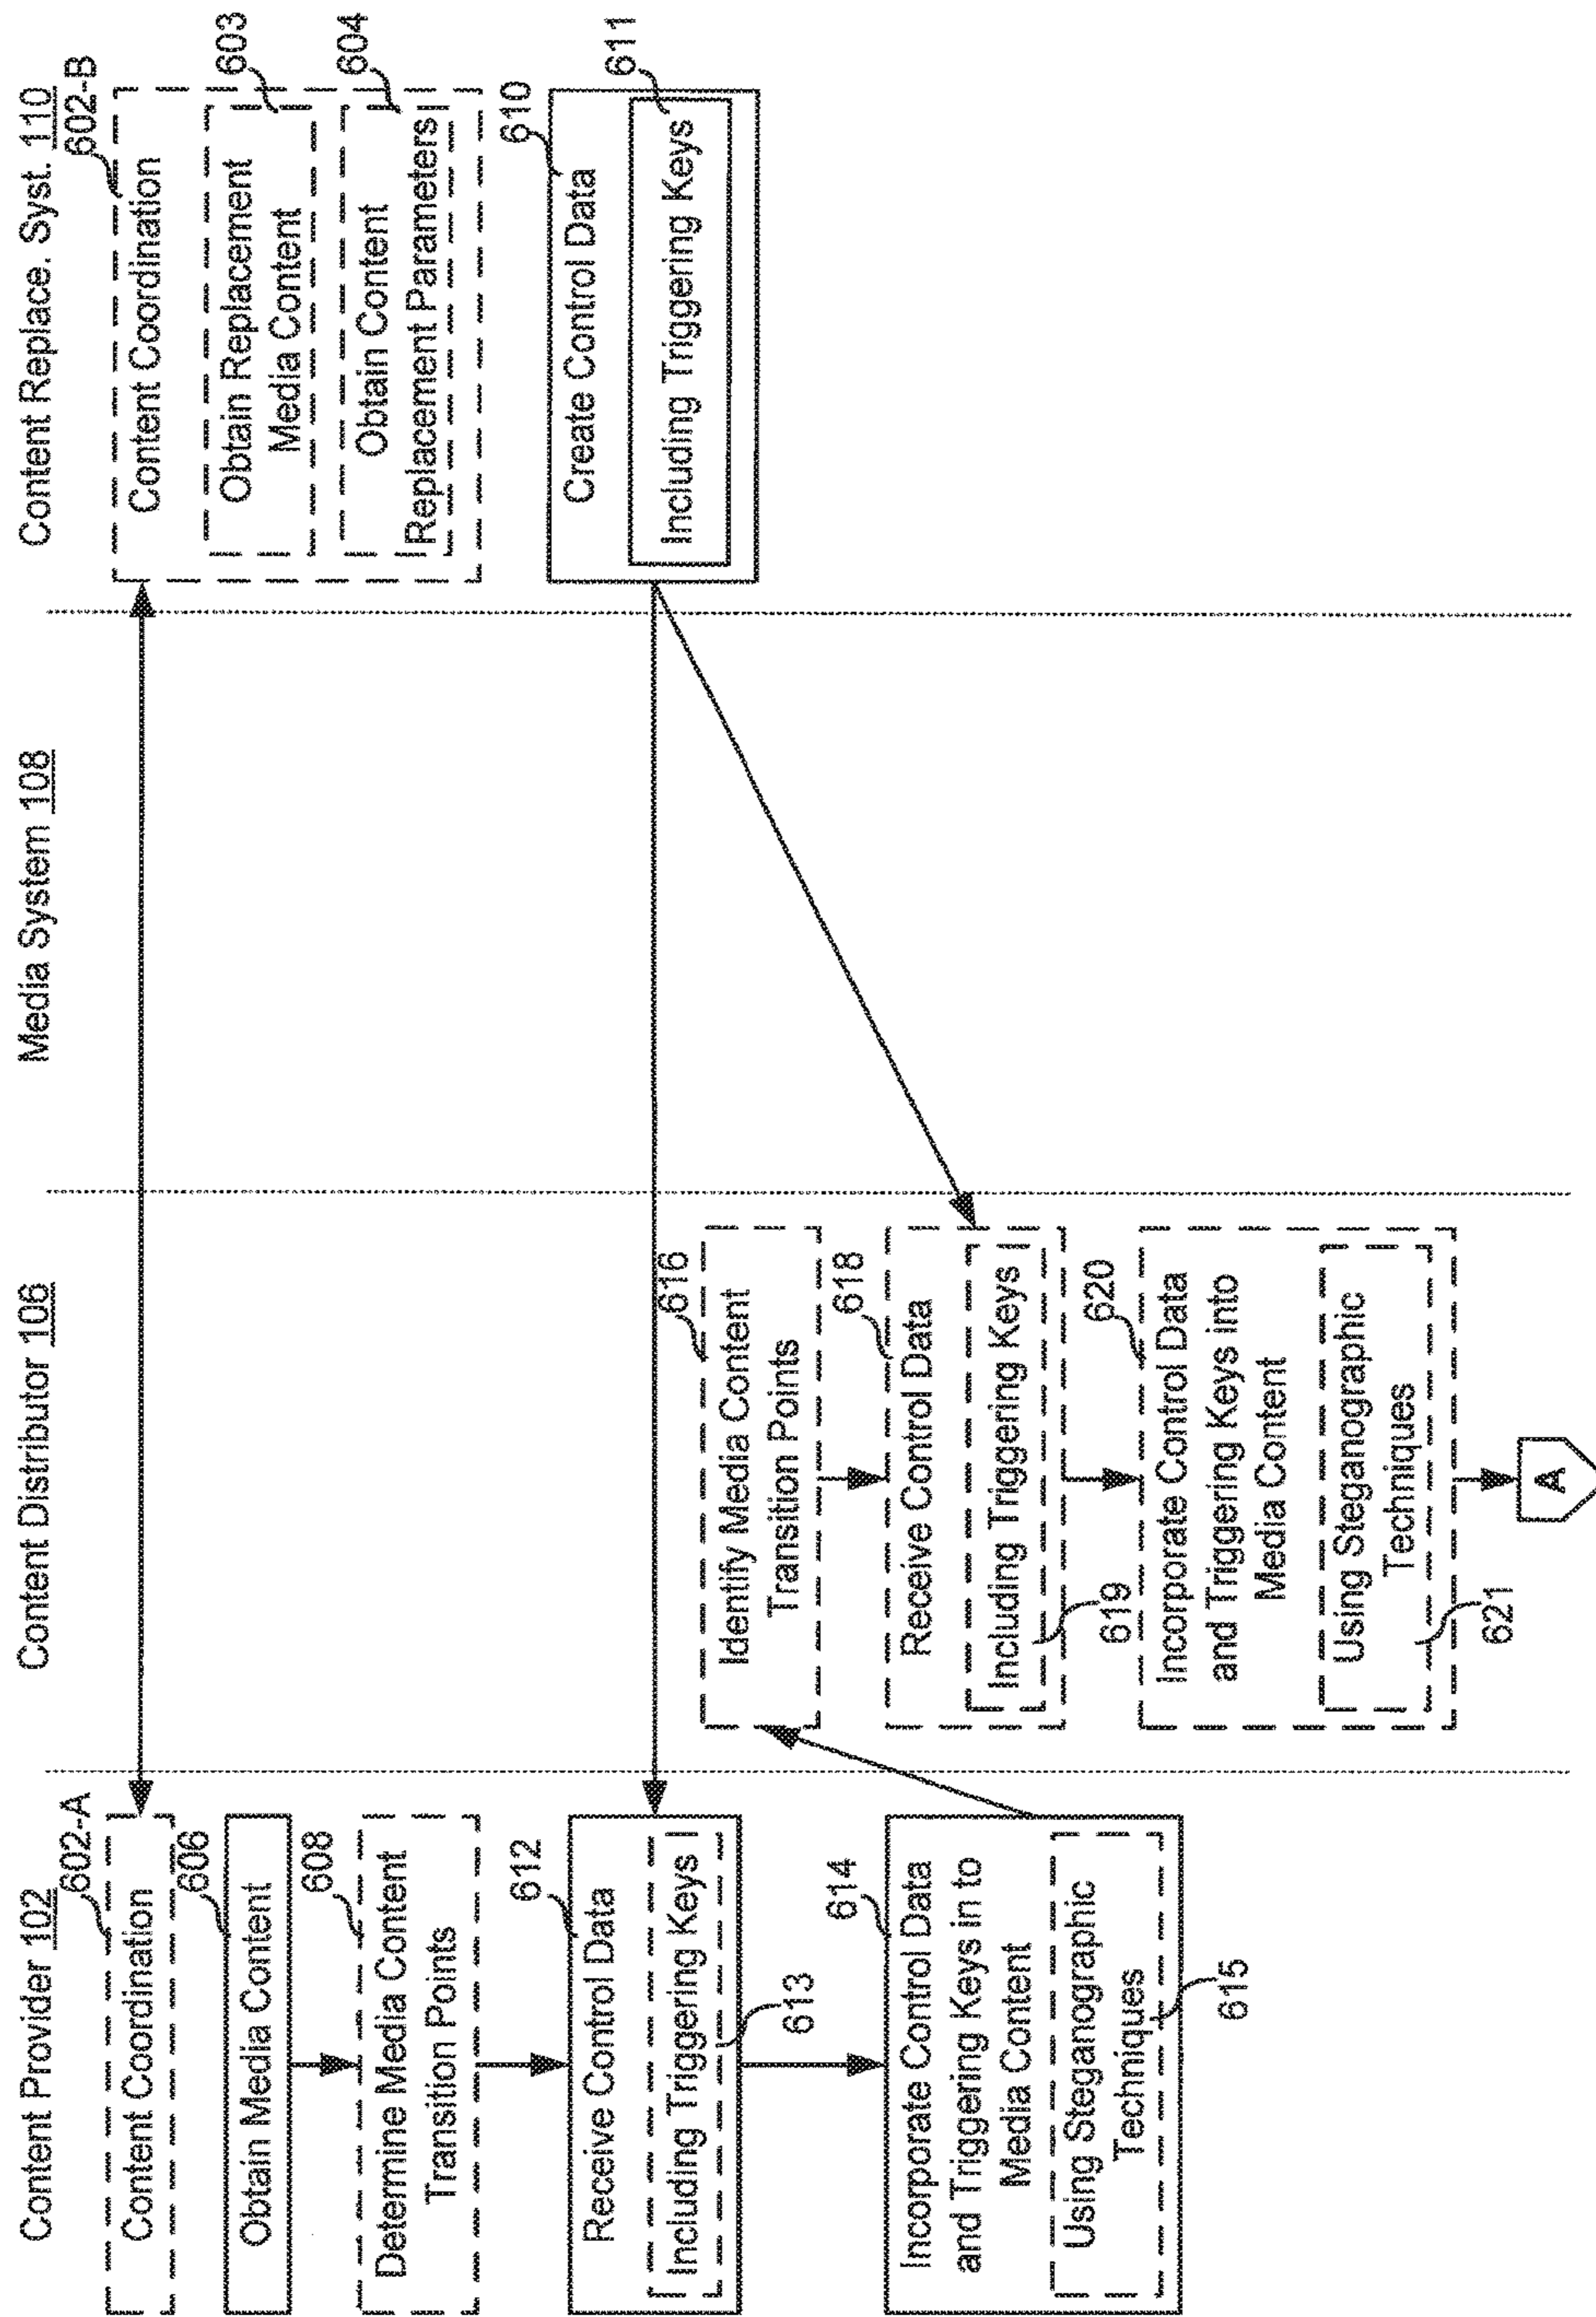 Content Provider 102
602-A
Content Coordination
606
Obtain Media Content
608
Determine Media Content
Transition Points
612
Receive Control Data
Including Triggering Keys
613
614
Incorporate Control Data
and Triggering Keys in to
Media Content
Using Steganographic
Techniques
615
Content Distributor 106
616
Identify Media Content
Transition Points
618
Receive Control Data
Including Triggering Keys
619
620
Incorporate Control Data
and Triggering Keys into
Media Content
Using Steganographic
Techniques
621
A
Media System 108
Content Replace. Syst. 110
602-B
Content Coordination
603
Obtain Replacement
Media Content
604
Obtain Content
Replacement Parameters
610
Create Control Data
611
Including Triggering Keys